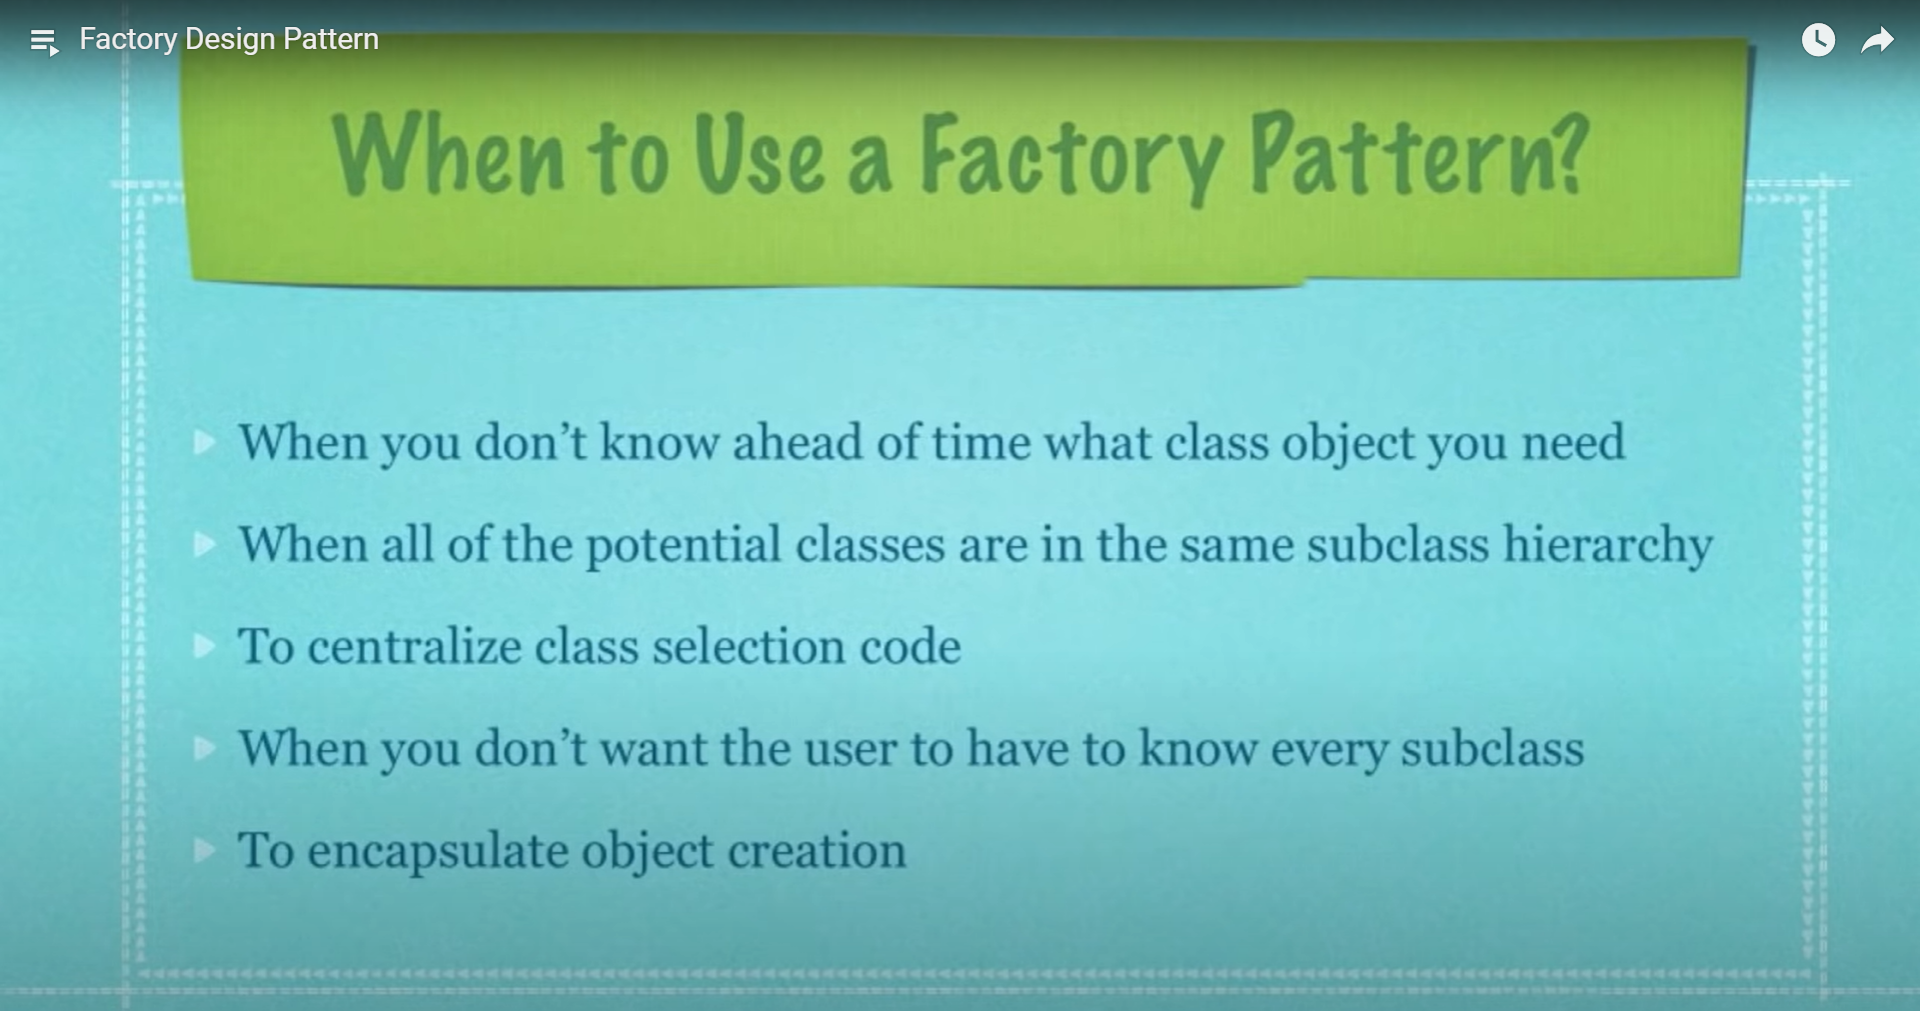 Factory Design Pattern
When to Use a Factory Pattern?
When you don’t know ahead of time what class object you need
When all of the potential classes are in the same subclass hierarchy
To centralize class selection code
When you don’t want the user to have to know every subclass
To encapsulate object creation